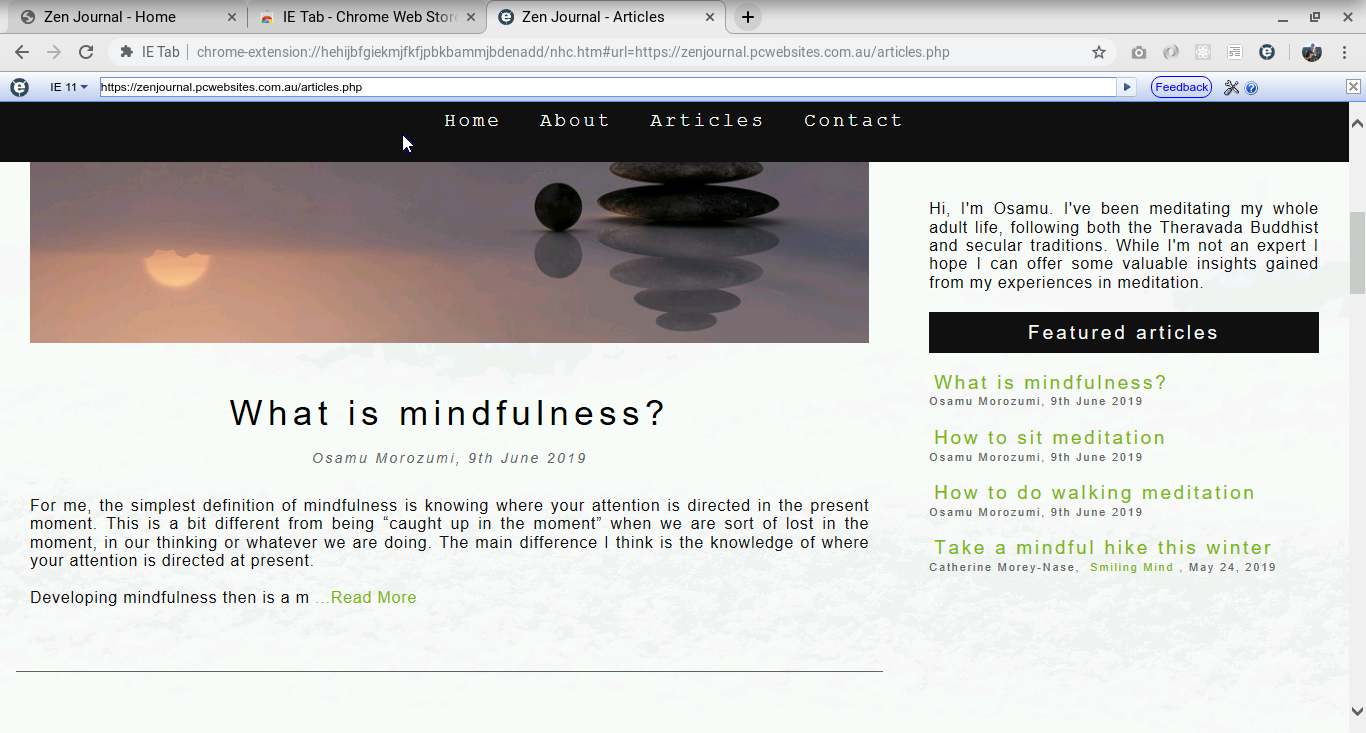 Zen Journal - Home
IE Tab - Chrome Web Store
Zen Journal - Articles
IE Tab
chrome-extension://hehijbfgiekmjfkfjpbkbammjbdenadd/nhc.htm#url=https://zenjournal.pcwebsites.com.au/articles.php
IE 11
https://zenjournal.pcwebsites.com.au/articles.php
Feedback
Home About Articles Contact
What is mindfulness?
Osamu Morozumi, 9th June 2019
For me, the simplest definition of mindfulness is knowing where your attention is directed in the present
moment. This is a bit different from being “caught up in the moment” when we are sort of lost in the
moment, in our thinking or whatever we are doing. The main difference I think is the knowledge of where
your attention is directed at present.
Developing mindfulness then is a m ...Read More
Hi, I'm Osamu. I've been meditating my whole
adult life, following both the Theravada Buddhist
and secular traditions. While I'm not an expert I
hope I can offer some valuable insights gained
from my experiences in meditation.
Featured articles
What is mindfulness?
Osamu Morozumi, 9th June 2019
How to sit meditation
Osamu Morozumi, 9th June 2019
How to do walking meditation
Osamu Morozumi, 9th June 2019
Take a mindful hike this winter
Catherine Morey-Nase, Smiling Mind , May 24, 2019